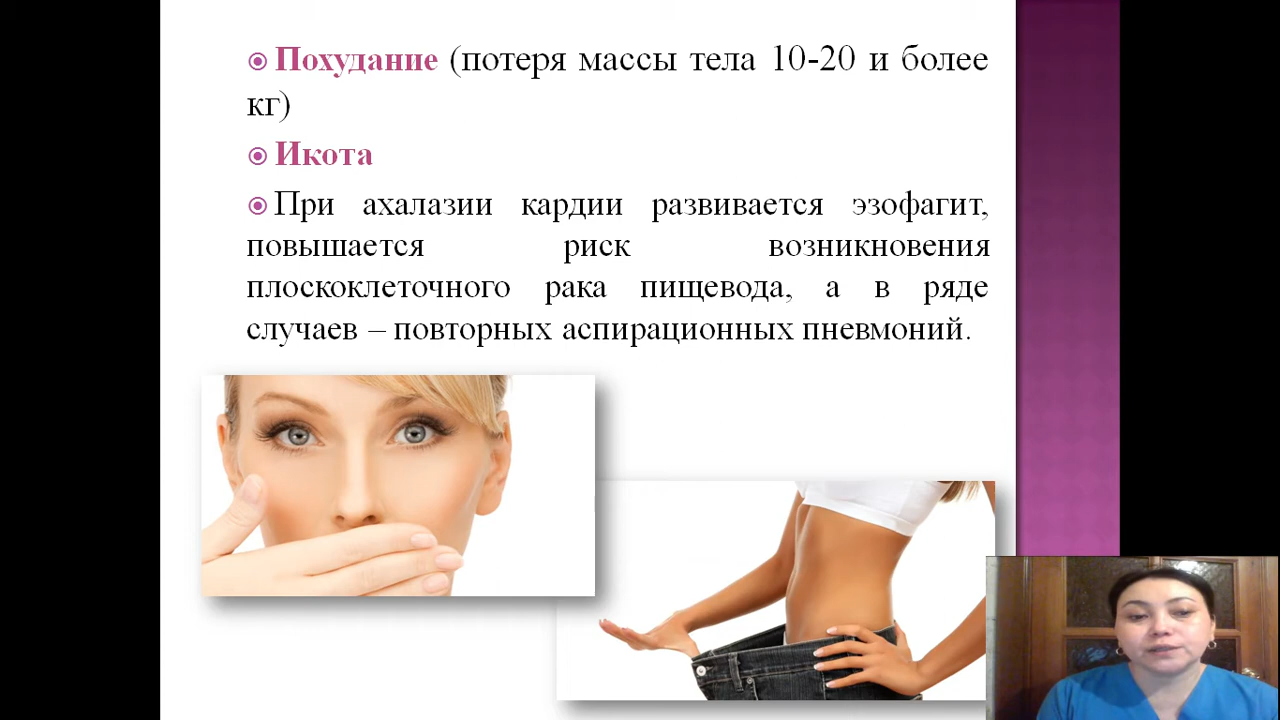 Похудание (потеря массы тела 10-20 и более
кг)
Икота
При ахалазии кардии развивается эзофагит,
повышается риск возникновения
плоскоклеточного рака пищевода, а в ряде
случаев – повторных аспирационных пневмоний.